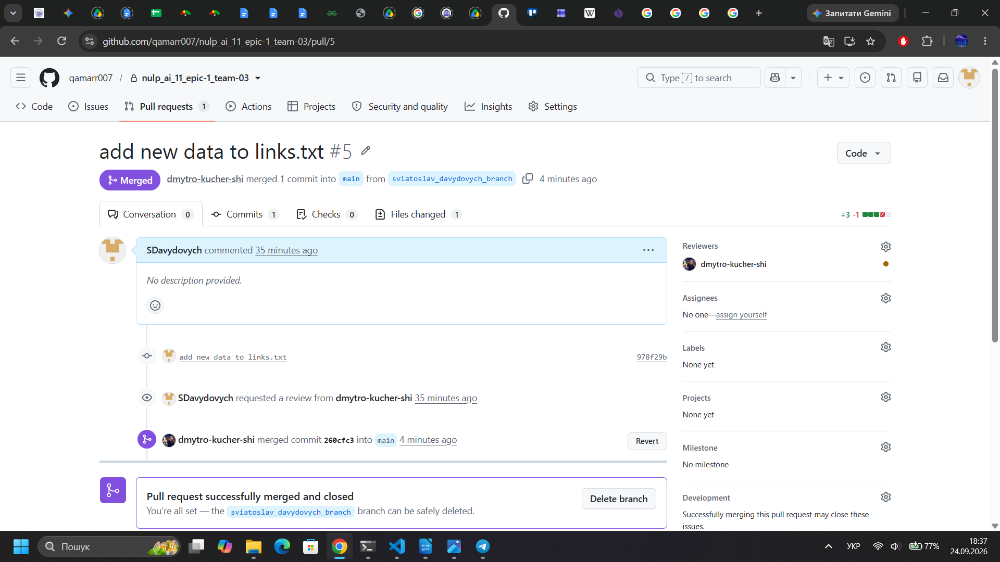 Запитати Gemini
github.com/qamarr007/nulp_ai_11_epic-1_team-03/pull/5
qamarr007 / nulp_ai_11_epic-1_team-03
Type / to search
Code
Issues
Pull requests 1
Actions
Projects
Security and quality
Insights
Settings
add new data to links.txt #5
Code
Merged
dmytro-kucher-shi merged 1 commit into main from sviatoslav_davydovych_branch 4 minutes ago
Conversation 0
Commits 1
Checks 0
Files changed 1
+3 -1
SDavydovych commented 35 minutes ago
No description provided.
add new data to links.txt
978f29b
SDavydovych requested a review from dmytro-kucher-shi 35 minutes ago
dmytro-kucher-shi merged commit 260cfc3 into main 4 minutes ago
Revert
Pull request successfully merged and closed
You're all set — the sviatoslav_davydovych_branch branch can be safely deleted.
Delete branch
Reviewers
dmytro-kucher-shi
Assignees
No one—assign yourself
Labels
None yet
Projects
None yet
Milestone
No milestone
Development
Successfully merging this pull request may close these
issues.
Пошук
УКР
77%
18:37
24.09.2026